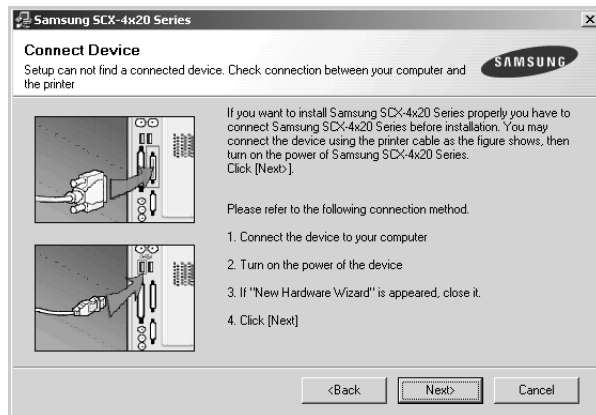 Samsung SCX-4x20 Series
Connect Device
Setup can not find a connected device. Check connection between your computer and
the printer
SAMSUNG
If you want to install Samsung SCX-4x20 Series properly you have to
connect Samsung SCX-4x20 Series before installation. You may
connect the device using the printer cable as the figure shows, then
turn on the power of Samsung SCX-4x20 Series.
Click [Next>].
Please refer to the following connection method.
1. Connect the device to your computer
2. Turn on the power of the device
3. If "New Hardware Wizard" is appeared, close it.
4. Click [Next]
<Back
Next>
Cancel